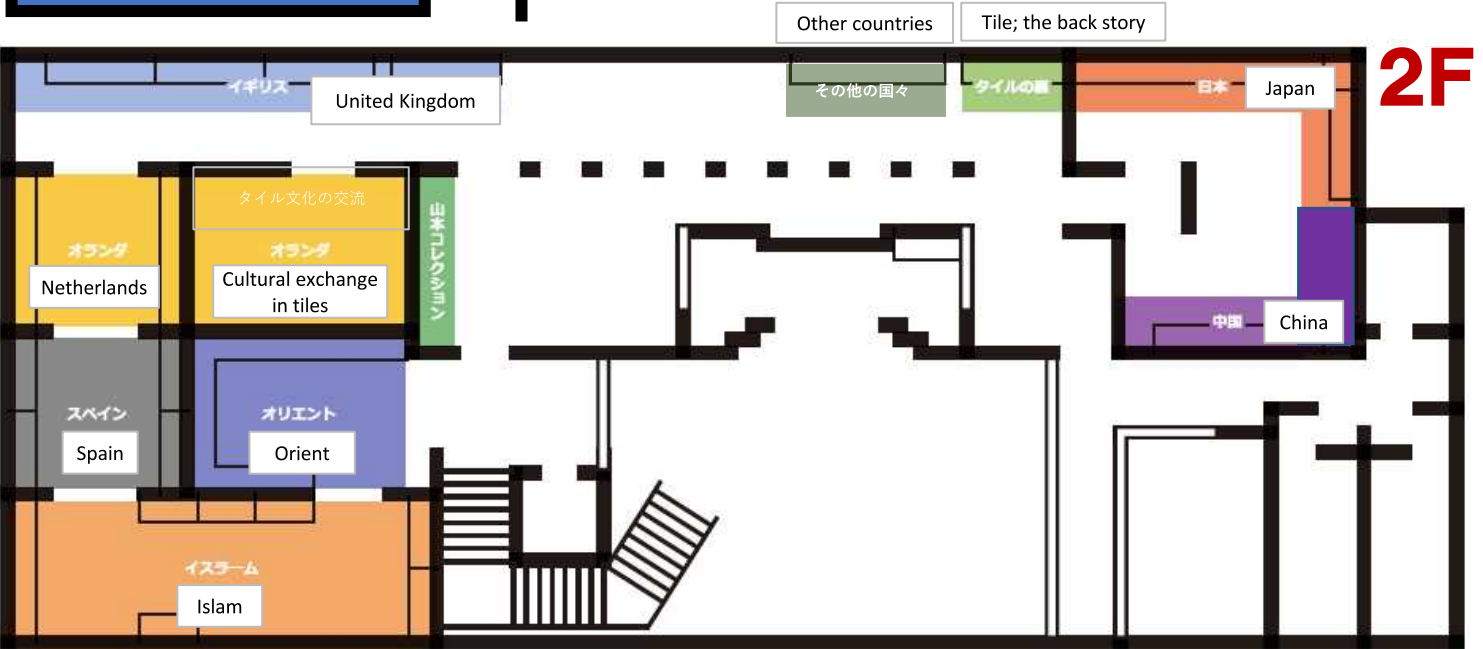 Other countries
Tile; the back story
2F
イギリス
United Kingdom
その他の国々
タイルの裏
日本
Japan
タイル文化の交流
オランダ
オランダ
山本コレクション
Netherlands
Cultural exchange
in tiles
中国
China
スペイン
オリエント
Spain
Orient
イスラーム
Islam